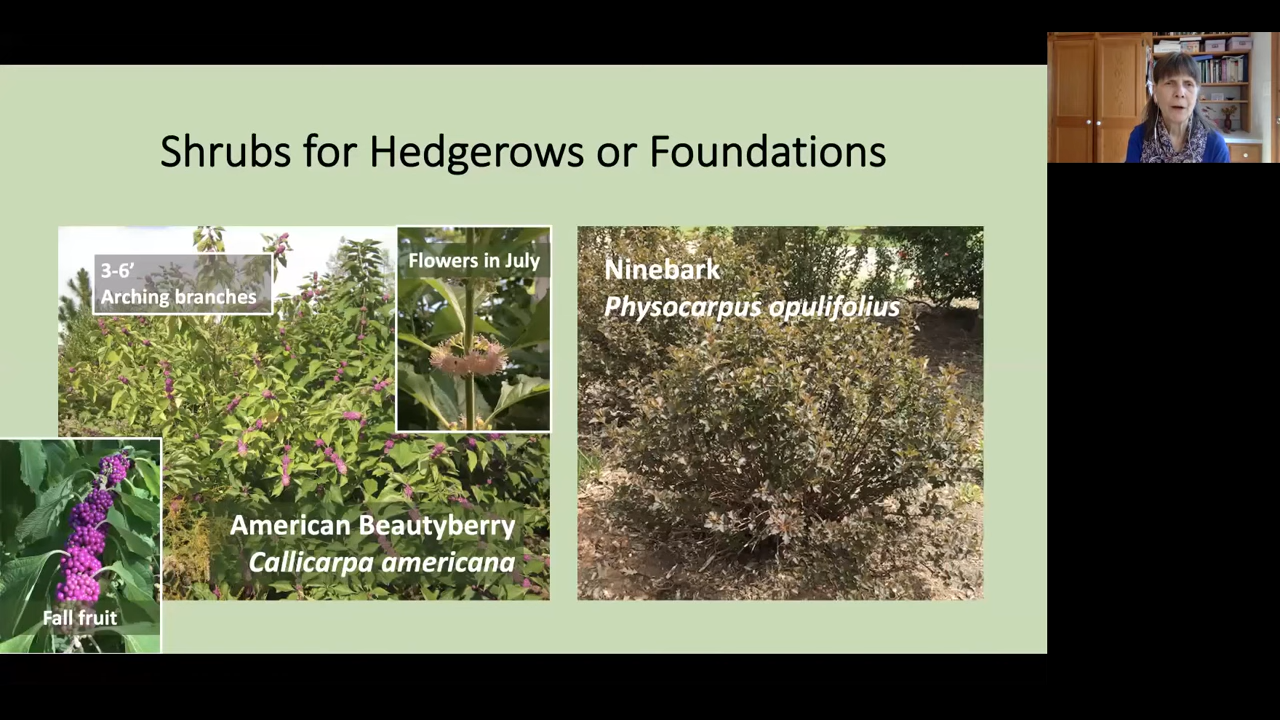 Shrubs for Hedgerows or Foundations
3-6’
Arching branches
Flowers in July
American Beautyberry
Callicarpa americana
Fall fruit
Ninebark
Physocarpus opulifolius